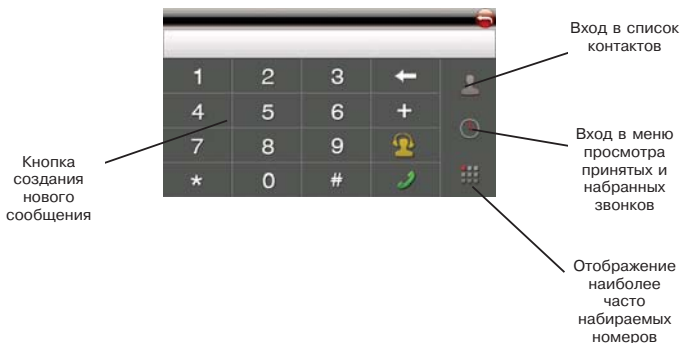 Вход в список
контактов
1 2 3
4 5 6 +
7 8 9
* 0 #
Кнопка
создания
нового
сообщения
Вход в меню
просмотра
принятых и
набранных
звонков
Отображение
наиболее
часто
набираемых
номеров